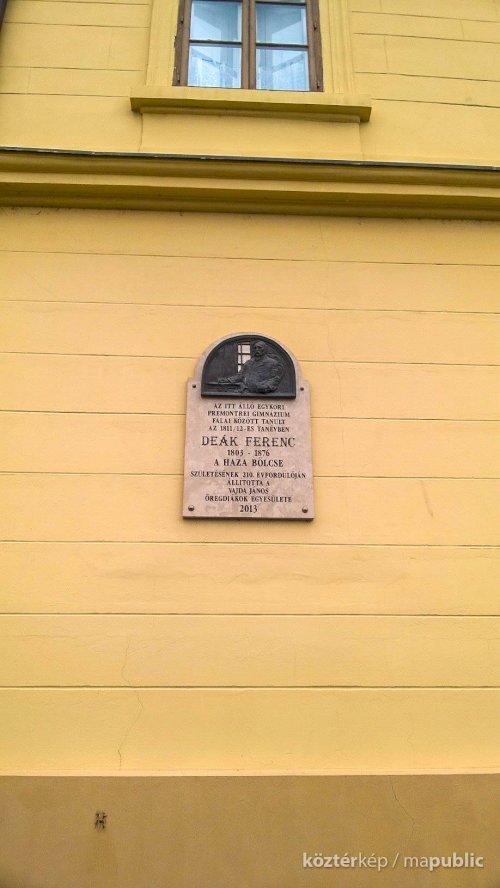 AZ ITT ÁLLÓ EGYKORI
PREMONTREI GIMNÁZIUM
FALAI KÖZÖTT TANULT
AZ 1811/12-ES TANÉVBEN
DEÁK FERENC
1803 - 1876
A HAZA BÖLCSE
SZÜLETÉSÉNEK 210. ÉVFORDULÓJÁN
ÁLLÍTOTTA A
VAJDA JÁNOS
ÖREGDIÁKOK EGYESÜLETE
2013
köztérkép / mapublic